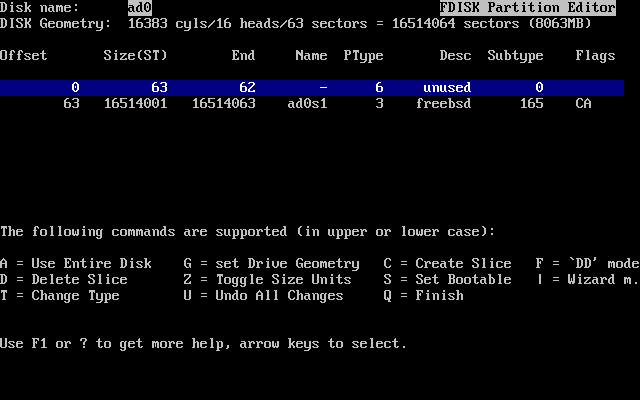 Disk name:      ad0                                    FDISK Partition Editor
DISK Geometry:  16383 cyls/16 heads/63 sectors = 16514064 sectors (8063MB)
Offset       Size(ST)        End     Name  PType       Desc  Subtype    Flags
0         63         62        -      6     unused        0
63   16514001   16514063    ad0s1      3    freebsd      165    CA
The following commands are supported (in upper or lower case):
A = Use Entire Disk    G = set Drive Geometry   C = Create Slice   F = `DD' mode
D = Delete Slice       Z = Toggle Size Units    S = Set Bootable   | = Wizard m.
T = Change Type        U = Undo All Changes     Q = Finish
Use F1 or ? to get more help, arrow keys to select.